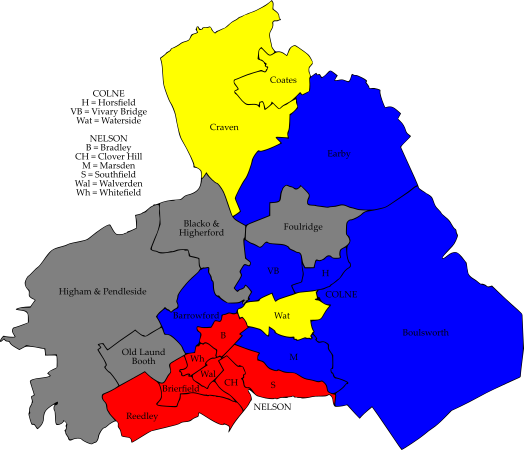 Coates
COLNE
H = Horsfield
VB = Vivary Bridge
Wat = Waterside
Craven
NELSON
B = Bradley
CH = Clover Hill
M = Marsden
S = Southfield
Wal = Walverden
Wh = Whitefield
Earby
Blacko &
Higherford
Foulridge
VB
H
Higham & Pendleside
COLNE
Barrowford
Wat
Boulsworth
B
Old Laund
Booth
Wh
M
Wal
CH
S
Brierfield
NELSON
Reedley